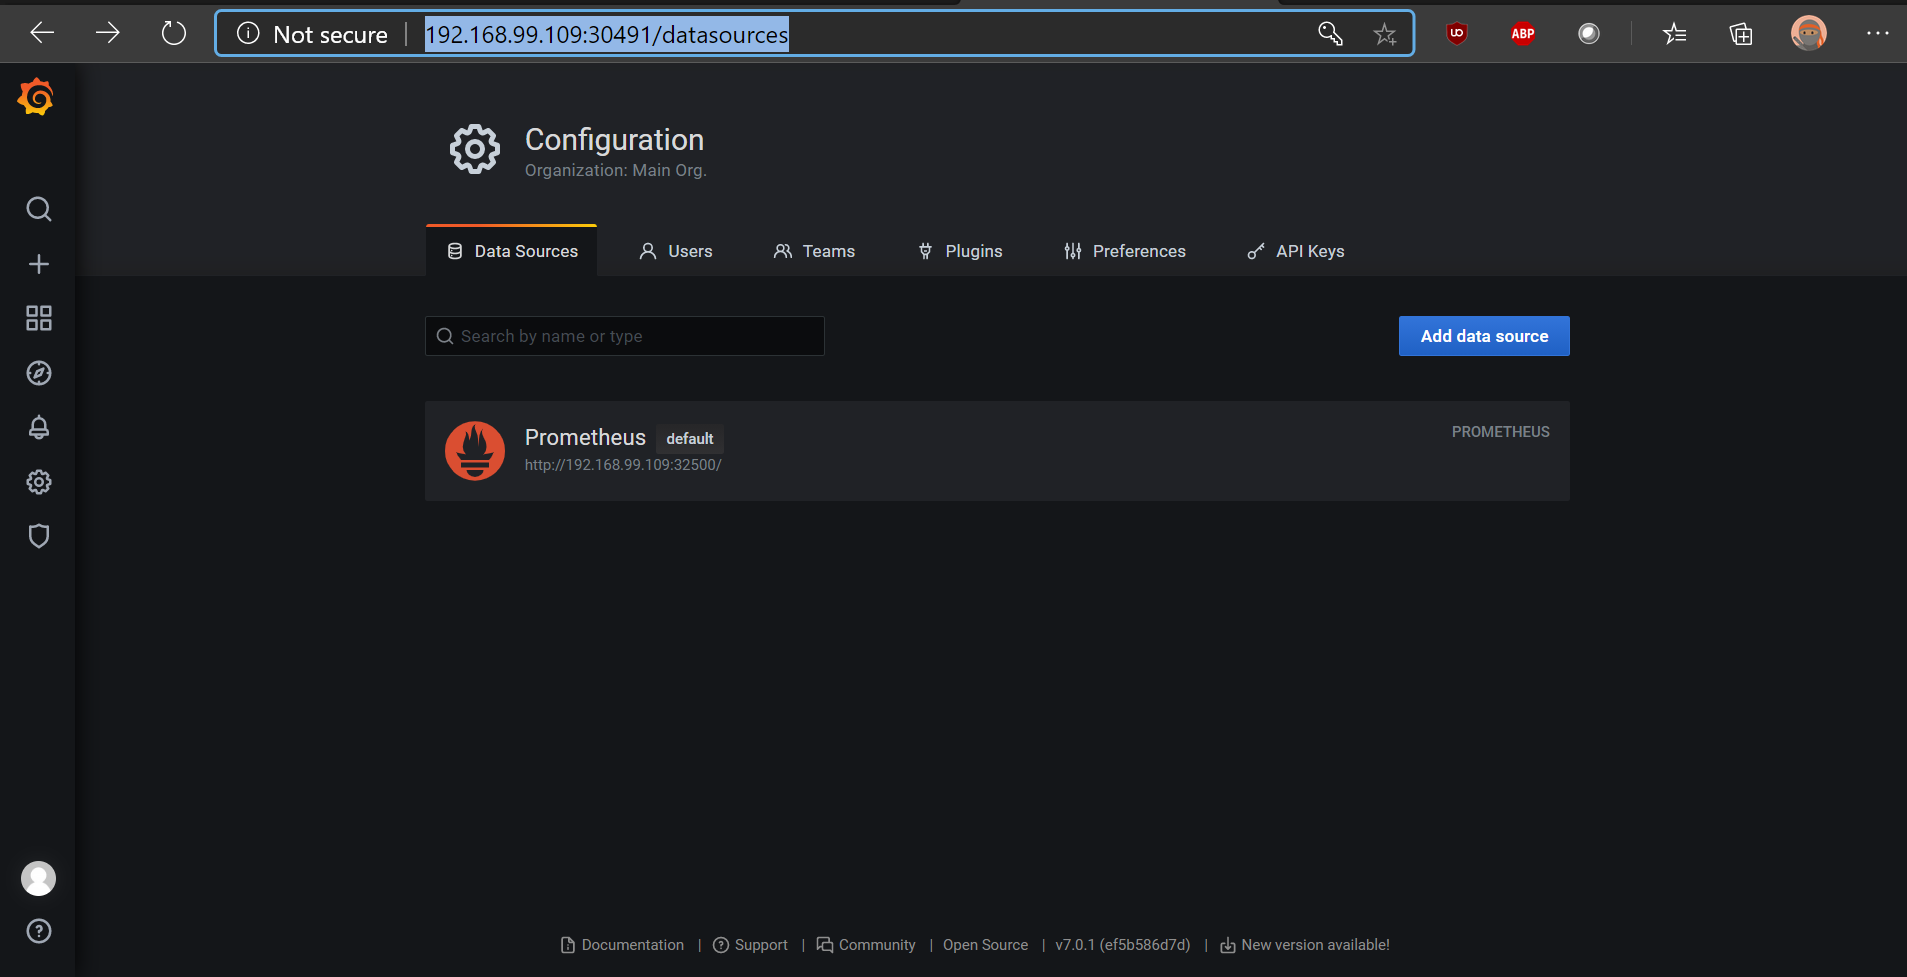 Not secure | 192.168.99.109:30491/datasources
UO
ABP
Configuration
Organization: Main Org.
Data Sources
Users
Teams
Plugins
Preferences
API Keys
Search by name or type
Add data source
Prometheus default
PROMETHEUS
http://192.168.99.109:32500/
Documentation | Support | Community | Open Source | v7.0.1 (ef5b586d7d) | New version available!